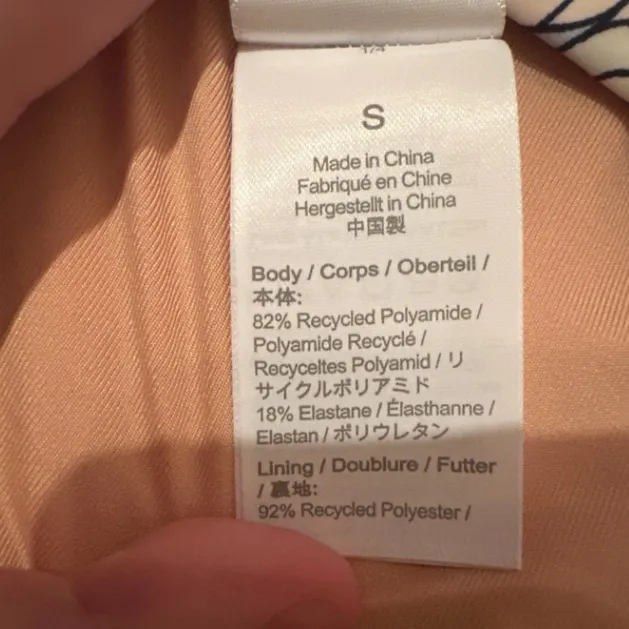 1/4
S
Made in China
Fabriqué en Chine
Hergestellt in China
中国製
Body / Corps / Oberteil /
本体:
82% Recycled Polyamide /
Polyamide Recyclé /
Recyceltes Polyamid / リ
サイクルポリアミド
18% Elastane / Élasthanne /
Elastan / ポリウレタン
Lining / Doublure / Futter
/ 裏地:
92% Recycled Polyester /